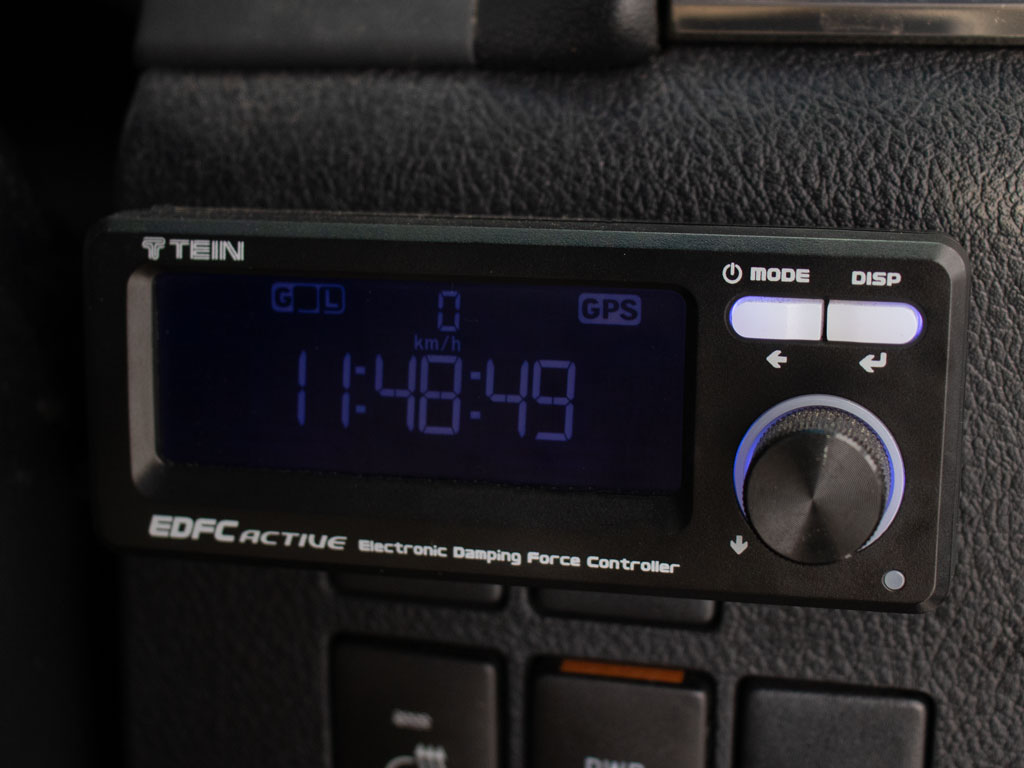 TEIN
MODE DISP
G L 0 GPS
km/h
11:48:49
EDFC ACTIVE Electronic Damping Force Controller